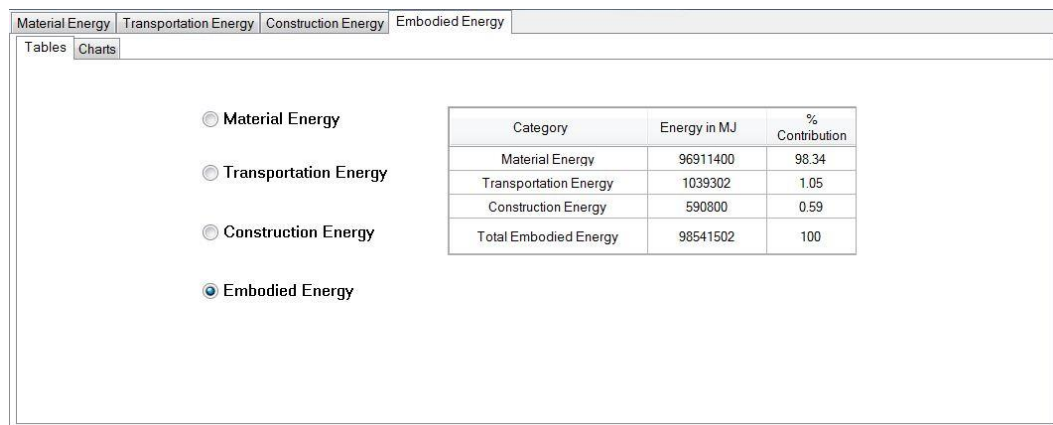 Material Energy Transportation Energy Construction Energy Embodied Energy
Tables Charts
Material Energy
Transportation Energy
Construction Energy
Embodied Energy
Category Energy in MJ % Contribution
Material Energy 96911400 98.34
Transportation Energy 1039302 1.05
Construction Energy 590800 0.59
Total Embodied Energy 98541502 100